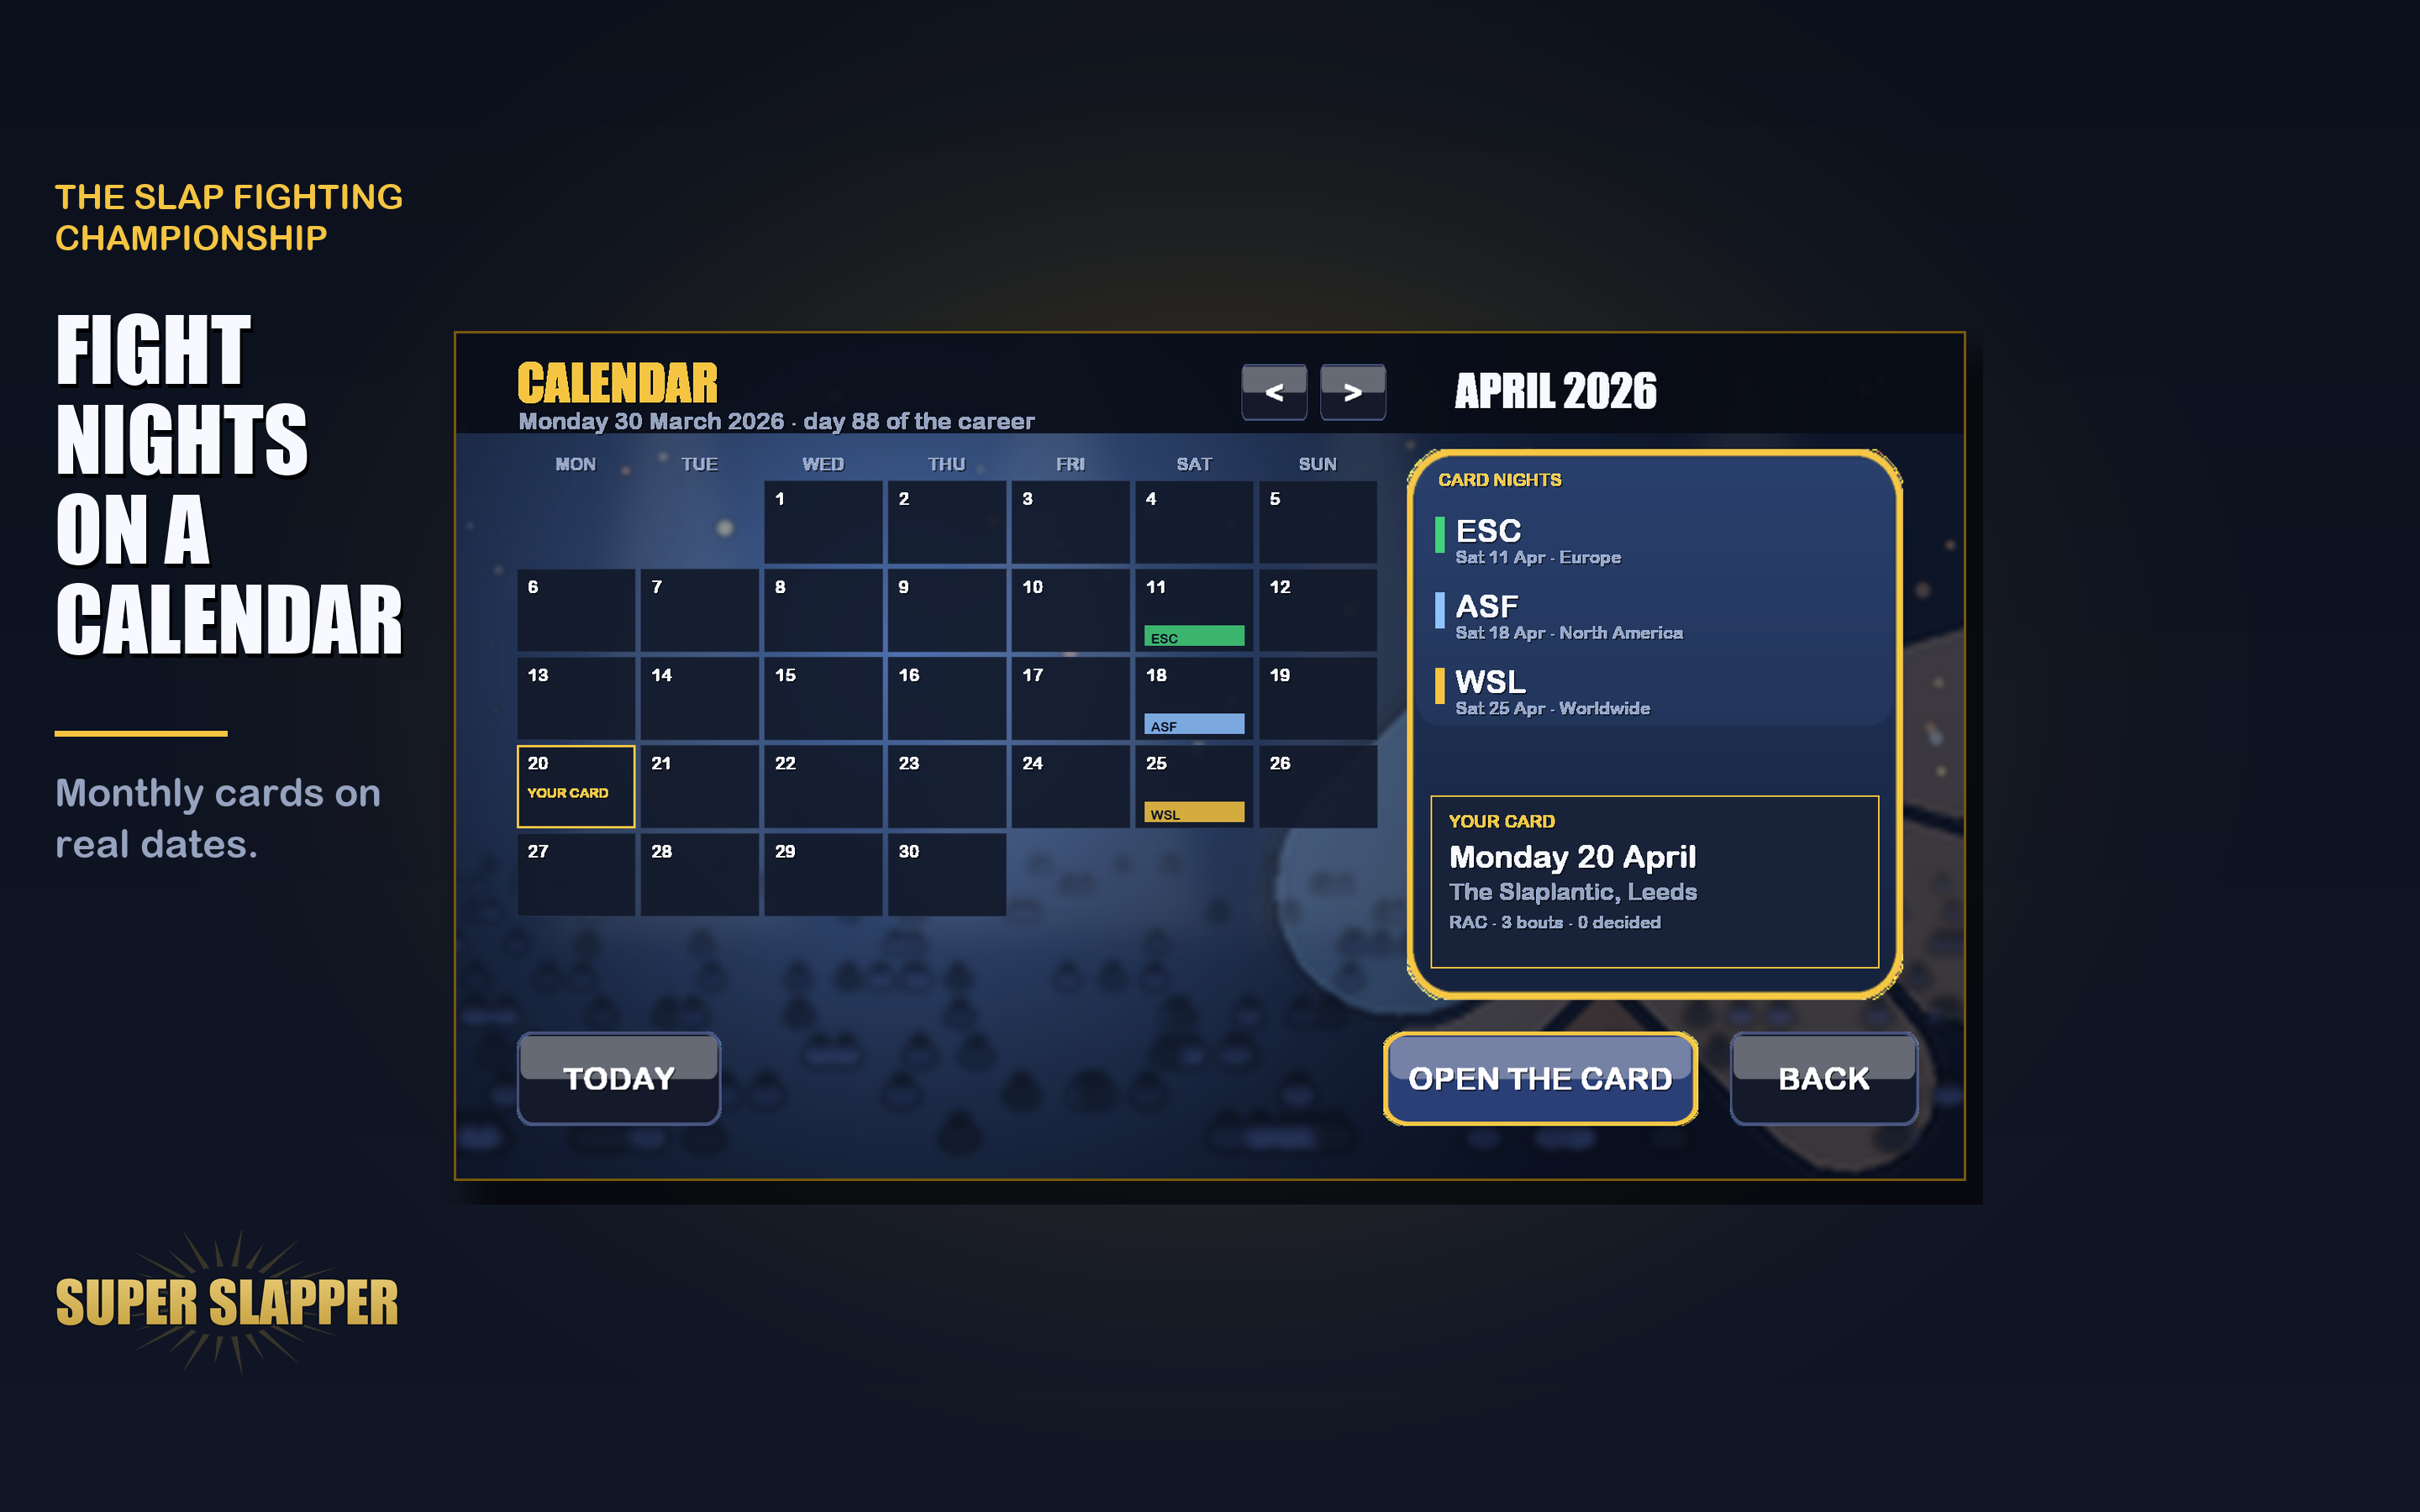 THE SLAP FIGHTING
CHAMPIONSHIP
FIGHT
NIGHTS
ON A
CALENDAR
Monthly cards on
real dates.
SUPER SLAPPER
CALENDAR
Monday 30 March 2026 · day 88 of the career
< >
APRIL 2026
MON TUE WED THU FRI SAT SUN
1 2 3 4 5
6 7 8 9 10 11 12
ESC
13 14 15 16 17 18 19
ASF
20 21 22 23 24 25 26
YOUR CARD
WSL
27 28 29 30
CARD NIGHTS
ESC
Sat 11 Apr - Europe
ASF
Sat 18 Apr - North America
WSL
Sat 25 Apr - Worldwide
YOUR CARD
Monday 20 April
The Slaplantic, Leeds
RAC - 3 bouts - 0 decided
TODAY
OPEN THE CARD
BACK